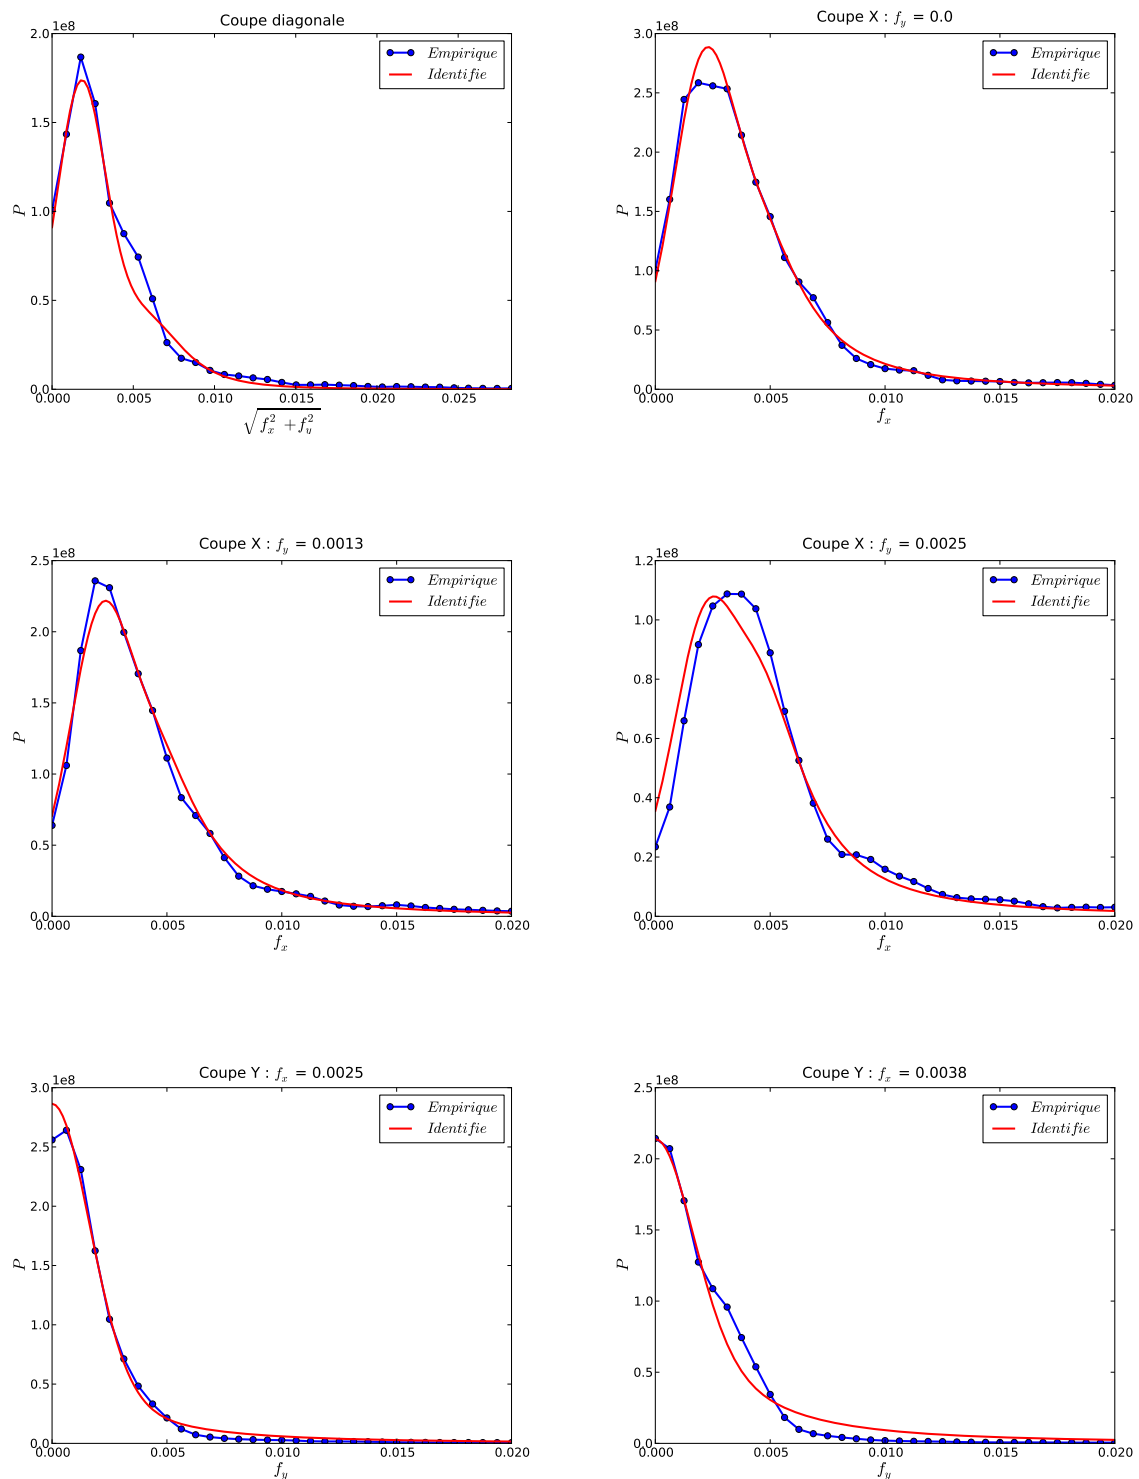 Coupe diagonale
1e8
2.0
1.5
1.0
0.5
0.0
P
0.000 0.005 0.010 0.015 0.020 0.025
√(f_x^2 + f_y^2)
Empirique
Identifie
Coupe X : f_y = 0.0
1e8
3.0
2.5
2.0
1.5
1.0
0.5
0.0
P
0.000 0.005 0.010 0.015 0.020
f_x
Empirique
Identifie
Coupe X : f_y = 0.0013
1e8
2.5
2.0
1.5
1.0
0.5
0.0
P
0.000 0.005 0.010 0.015 0.020
f_x
Empirique
Identifie
Coupe X : f_y = 0.0025
1e8
1.2
1.0
0.8
0.6
0.4
0.2
0.0
P
0.000 0.005 0.010 0.015 0.020
f_x
Empirique
Identifie
Coupe Y : f_x = 0.0025
1e8
3.0
2.5
2.0
1.5
1.0
0.5
0.0
P
0.000 0.005 0.010 0.015 0.020
f_y
Empirique
Identifie
Coupe Y : f_x = 0.0038
1e8
2.5
2.0
1.5
1.0
0.5
0.0
P
0.000 0.005 0.010 0.015 0.020
f_y
Empirique
Identifie